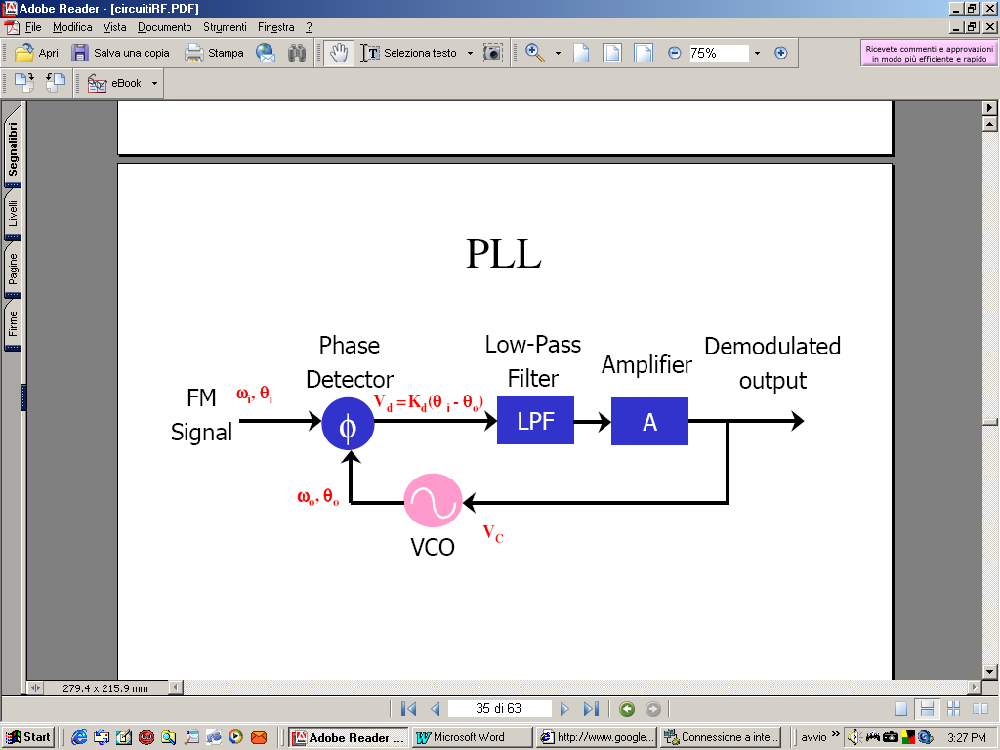 Adobe Reader - [circuitiRF.PDF]
File Modifica Vista Documento Strumenti Finestra ?
Apri Salva una copia Stampa Seleziona testo 75%
Ricevete commenti e approvazioni
in modo più efficiente e rapido
eBook
Segnalibri
Livelli
Pagine
Firme
PLL
Phase
Detector
Low-Pass
Filter
Amplifier
Demodulated
output
FM
Signal
ωi, θi
Vd = Kd(θi - θo)
ϕ
LPF
A
ωo, θo
VC
VCO
279.4 x 215.9 mm
35 di 63
Start Adobe Reader ... Microsoft Word http://www.google... Connessione a inte... avvio » 3:27 PM